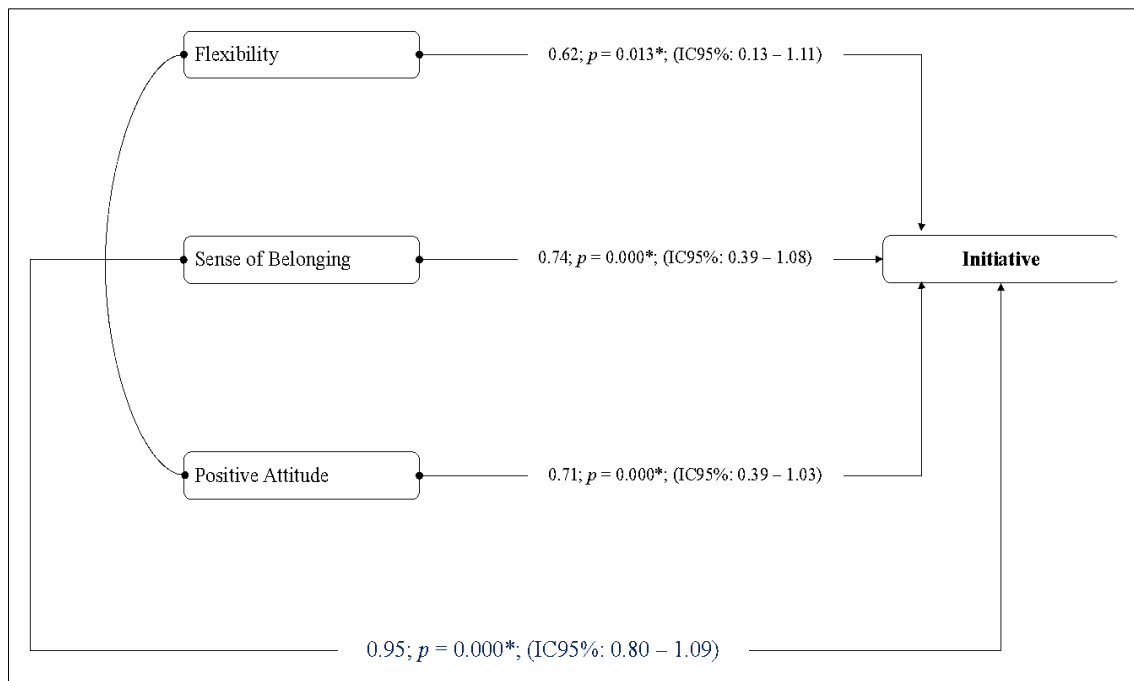 Flexibility
0.62; p = 0.013*; (IC95%: 0.13 – 1.11)
Sense of Belonging
0.74; p = 0.000*; (IC95%: 0.39 – 1.08)
Initiative
Positive Attitude
0.71; p = 0.000*; (IC95%: 0.39 – 1.03)
0.95; p = 0.000*; (IC95%: 0.80 – 1.09)